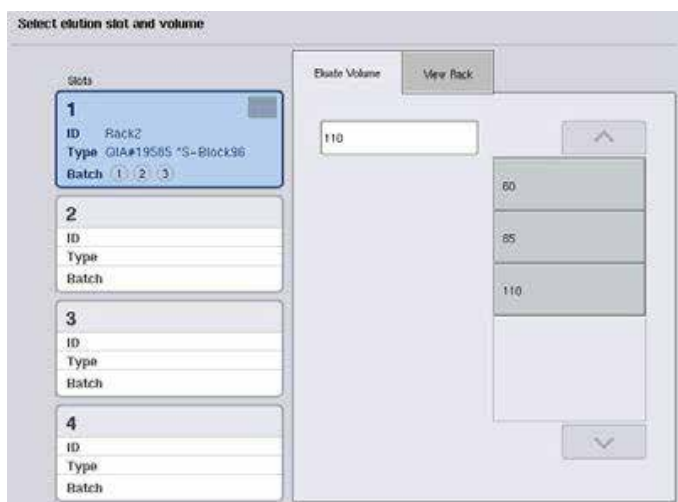 Select elution slot and volume
Slots
1
ID Rack2
Type QIA#19585 *S-Block96
Batch 1 2 3
2
ID
Type
Batch
3
ID
Type
Batch
4
ID
Type
Batch
Eluate Volume
View Rack
110
60
85
110